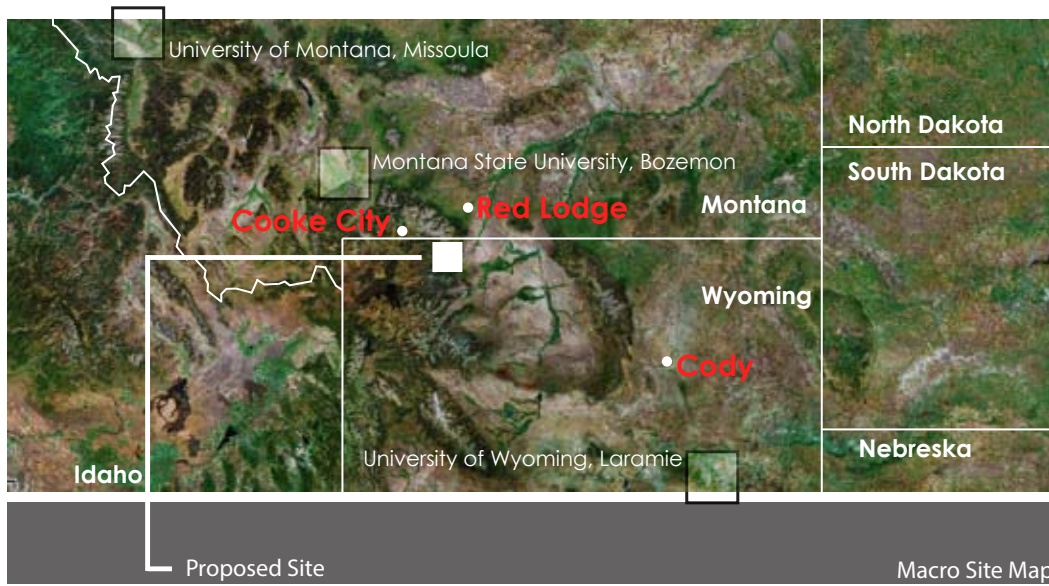 University of Montana, Missoula
North Dakota
Montana State University, Bozemon
South Dakota
Cooke City
Red Lodge
Montana
Wyoming
Cody
University of Wyoming, Laramie
Nebreska
Idaho
Proposed Site
Macro Site Map